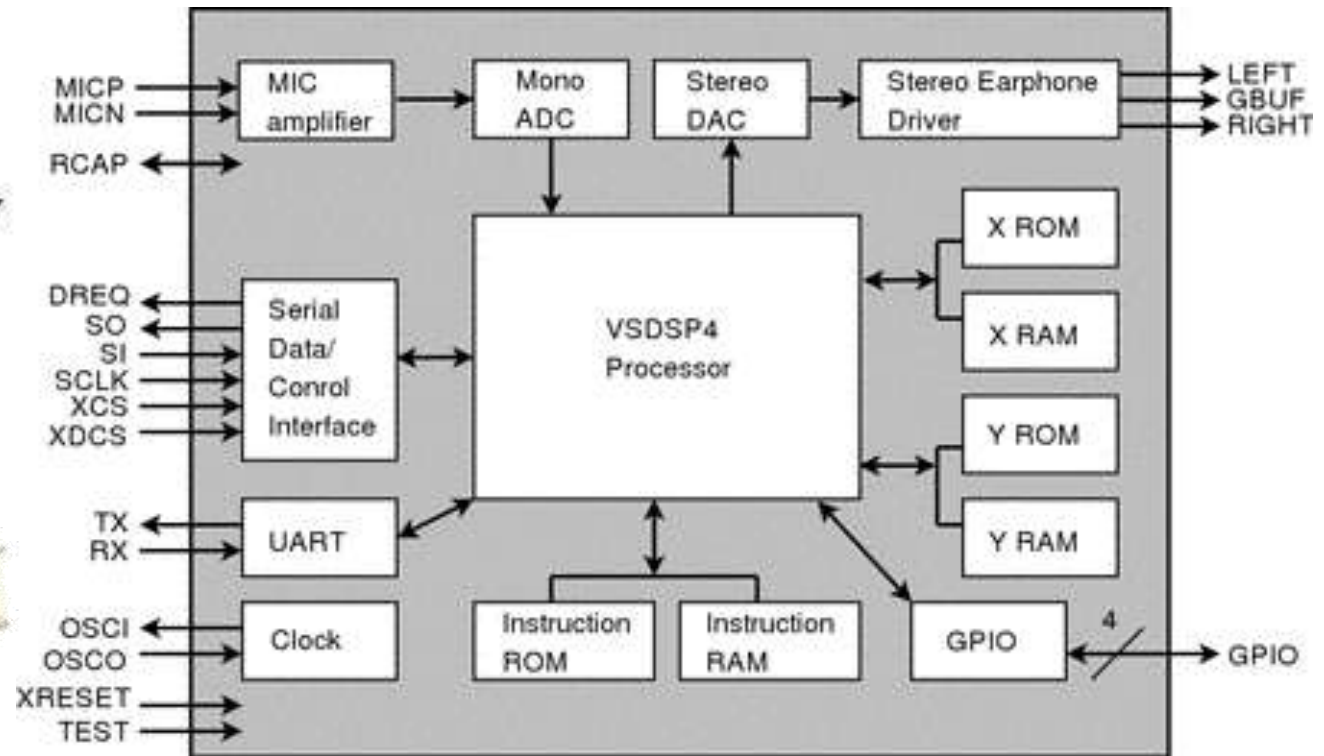 MICP
MICN
RCAP
DREQ
SO
SI
SCLK
XCS
XDCS
TX
RX
OSCI
OSCO
XRESET
TEST
MIC
amplifier
Mono
ADC
Stereo
DAC
Stereo Earphone
Driver
LEFT
GBUF
RIGHT
Serial
Data/
Conrol
Interface
VSDSP4
Processor
X ROM
X RAM
Y ROM
Y RAM
UART
Clock
Instruction
ROM
Instruction
RAM
GPIO
4
GPIO